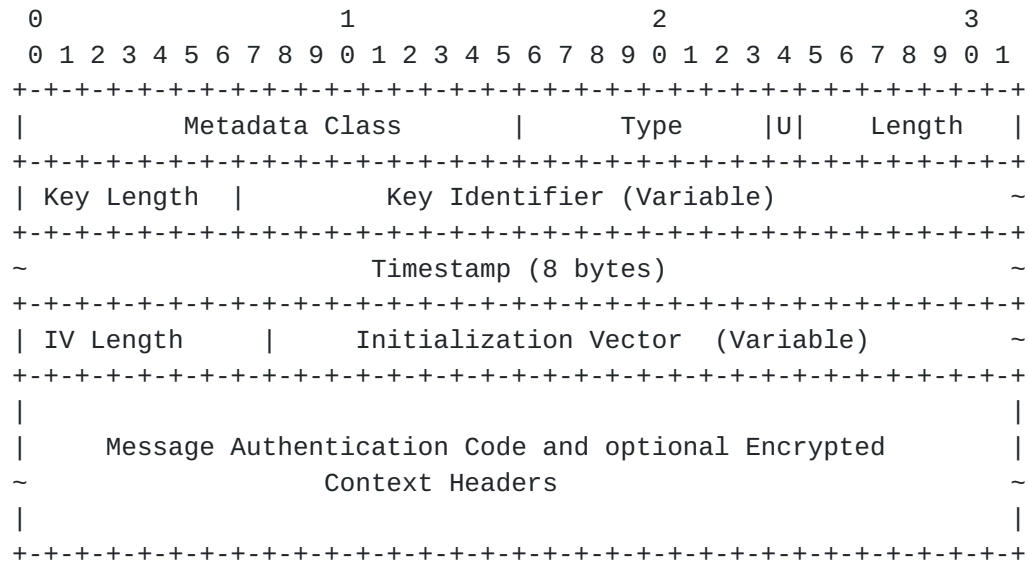 0                   1                   2                   3
 0 1 2 3 4 5 6 7 8 9 0 1 2 3 4 5 6 7 8 9 0 1 2 3 4 5 6 7 8 9 0 1
+-+-+-+-+-+-+-+-+-+-+-+-+-+-+-+-+-+-+-+-+-+-+-+-+-+-+-+-+-+-+-+-+
|          Metadata Class       |      Type     |U|    Length   |
+-+-+-+-+-+-+-+-+-+-+-+-+-+-+-+-+-+-+-+-+-+-+-+-+-+-+-+-+-+-+-+-+
| Key Length  |         Key Identifier (Variable)               ~
+-+-+-+-+-+-+-+-+-+-+-+-+-+-+-+-+-+-+-+-+-+-+-+-+-+-+-+-+-+-+-+-+
~                      Timestamp (8 bytes)                      ~
+-+-+-+-+-+-+-+-+-+-+-+-+-+-+-+-+-+-+-+-+-+-+-+-+-+-+-+-+-+-+-+-+
| IV Length     |     Initialization Vector  (Variable)         ~
+-+-+-+-+-+-+-+-+-+-+-+-+-+-+-+-+-+-+-+-+-+-+-+-+-+-+-+-+-+-+-+-+
|                                                               |
|     Message Authentication Code and optional Encrypted        |
~                   Context Headers                             ~
|                                                               |
+-+-+-+-+-+-+-+-+-+-+-+-+-+-+-+-+-+-+-+-+-+-+-+-+-+-+-+-+-+-+-+-+